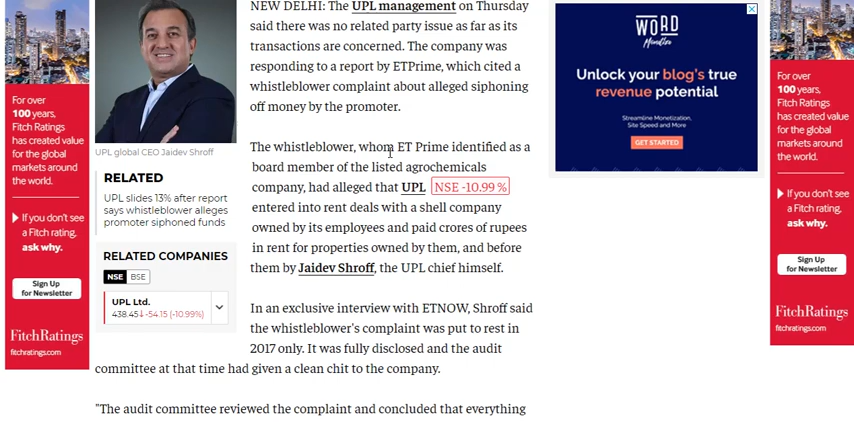 For over
100 years,
Fitch Ratings
has created value
for the global
markets around
the world.
If you don't see
a Fitch rating,
ask why.
Sign Up
for Newsletter
FitchRatings
fitchratings.com
UPL global CEO Jaidev Shroff
RELATED
UPL slides 13% after report
says whistleblower alleges
promoter siphoned funds
RELATED COMPANIES
NSE BSE
UPL Ltd.
438.45↓ -54.15 (-10.99%)
NEW DELHI: The UPL management on Thursday
said there was no related party issue as far as its
transactions are concerned. The company was
responding to a report by ETPrime, which cited a
whistleblower complaint about alleged siphoning
off money by the promoter.
The whistleblower, whom ET Prime identified as a
board member of the listed agrochemicals
company, had alleged that UPL NSE -10.99 %
entered into rent deals with a shell company
owned by its employees and paid crores of rupees
in rent for properties owned by them, and before
them by Jaidev Shroff, the UPL chief himself.
In an exclusive interview with ETNOW, Shroff said
the whistleblower's complaint was put to rest in
2017 only. It was fully disclosed and the audit
committee at that time had given a clean chit to the company.
"The audit committee reviewed the complaint and concluded that everything
WORD
Monetize
Unlock your blog's true
revenue potential
Streamline Monetization,
Site Speed and More
GET STARTED
For over
100 years,
Fitch Ratings
has created value
for the global
markets around
the world.
If you don't see
a Fitch rating,
ask why.
Sign Up
for Newsletter
FitchRatings
fitchratings.com